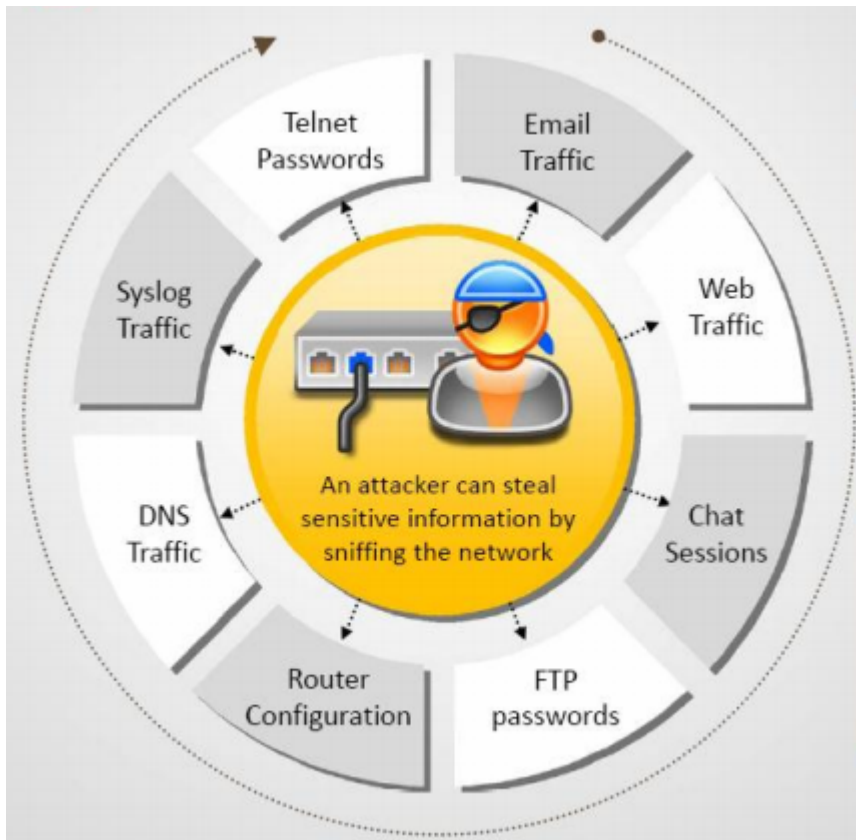 Email
Traffic
Web
Traffic
Chat
Sessions
FTP
passwords
Router
Configuration
DNS
Traffic
Syslog
Traffic
Telnet
Passwords
An attacker can steal
sensitive information by
sniffing the network